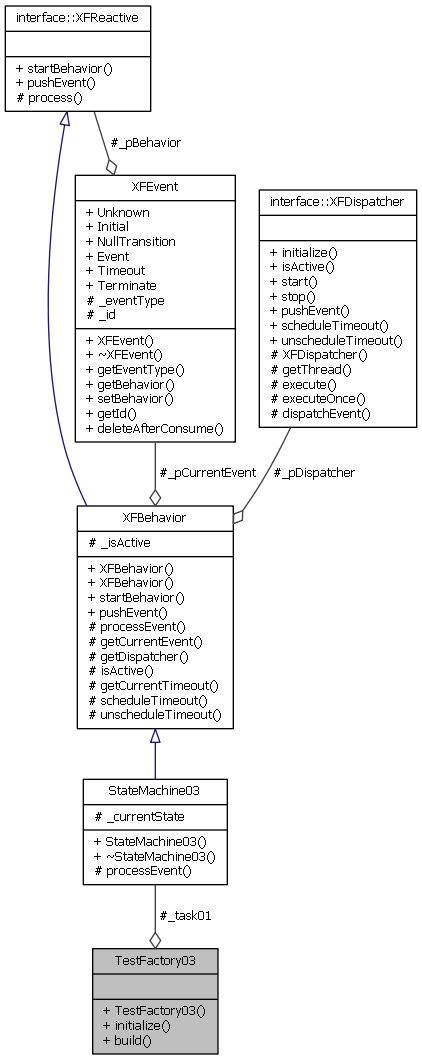 interface::XFReactive
+ startBehavior()
+ pushEvent()
# process()
#_pBehavior
XFEvent
+ Unknown
+ Initial
+ NullTransition
+ Event
+ Timeout
+ Terminate
# _eventType
# _id
+ XFEvent()
+ ~XFEvent()
+ getEventType()
+ getBehavior()
+ setBehavior()
+ getId()
+ deleteAfterConsume()
interface::XFDispatcher
+ initialize()
+ isActive()
+ start()
+ stop()
+ pushEvent()
+ scheduleTimeout()
+ unscheduleTimeout()
# XFDispatcher()
# getThread()
# execute()
# executeOnce()
# dispatchEvent()
#_pCurrentEvent
#_pDispatcher
XFBehavior
# _isActive
+ XFBehavior()
+ XFBehavior()
+ startBehavior()
+ pushEvent()
# processEvent()
# getCurrentEvent()
# getDispatcher()
# isActive()
# getCurrentTimeout()
# scheduleTimeout()
# unscheduleTimeout()
StateMachine03
# _currentState
+ StateMachine03()
+ ~StateMachine03()
# processEvent()
#_task01
TestFactory03
+ TestFactory03()
+ initialize()
+ build()